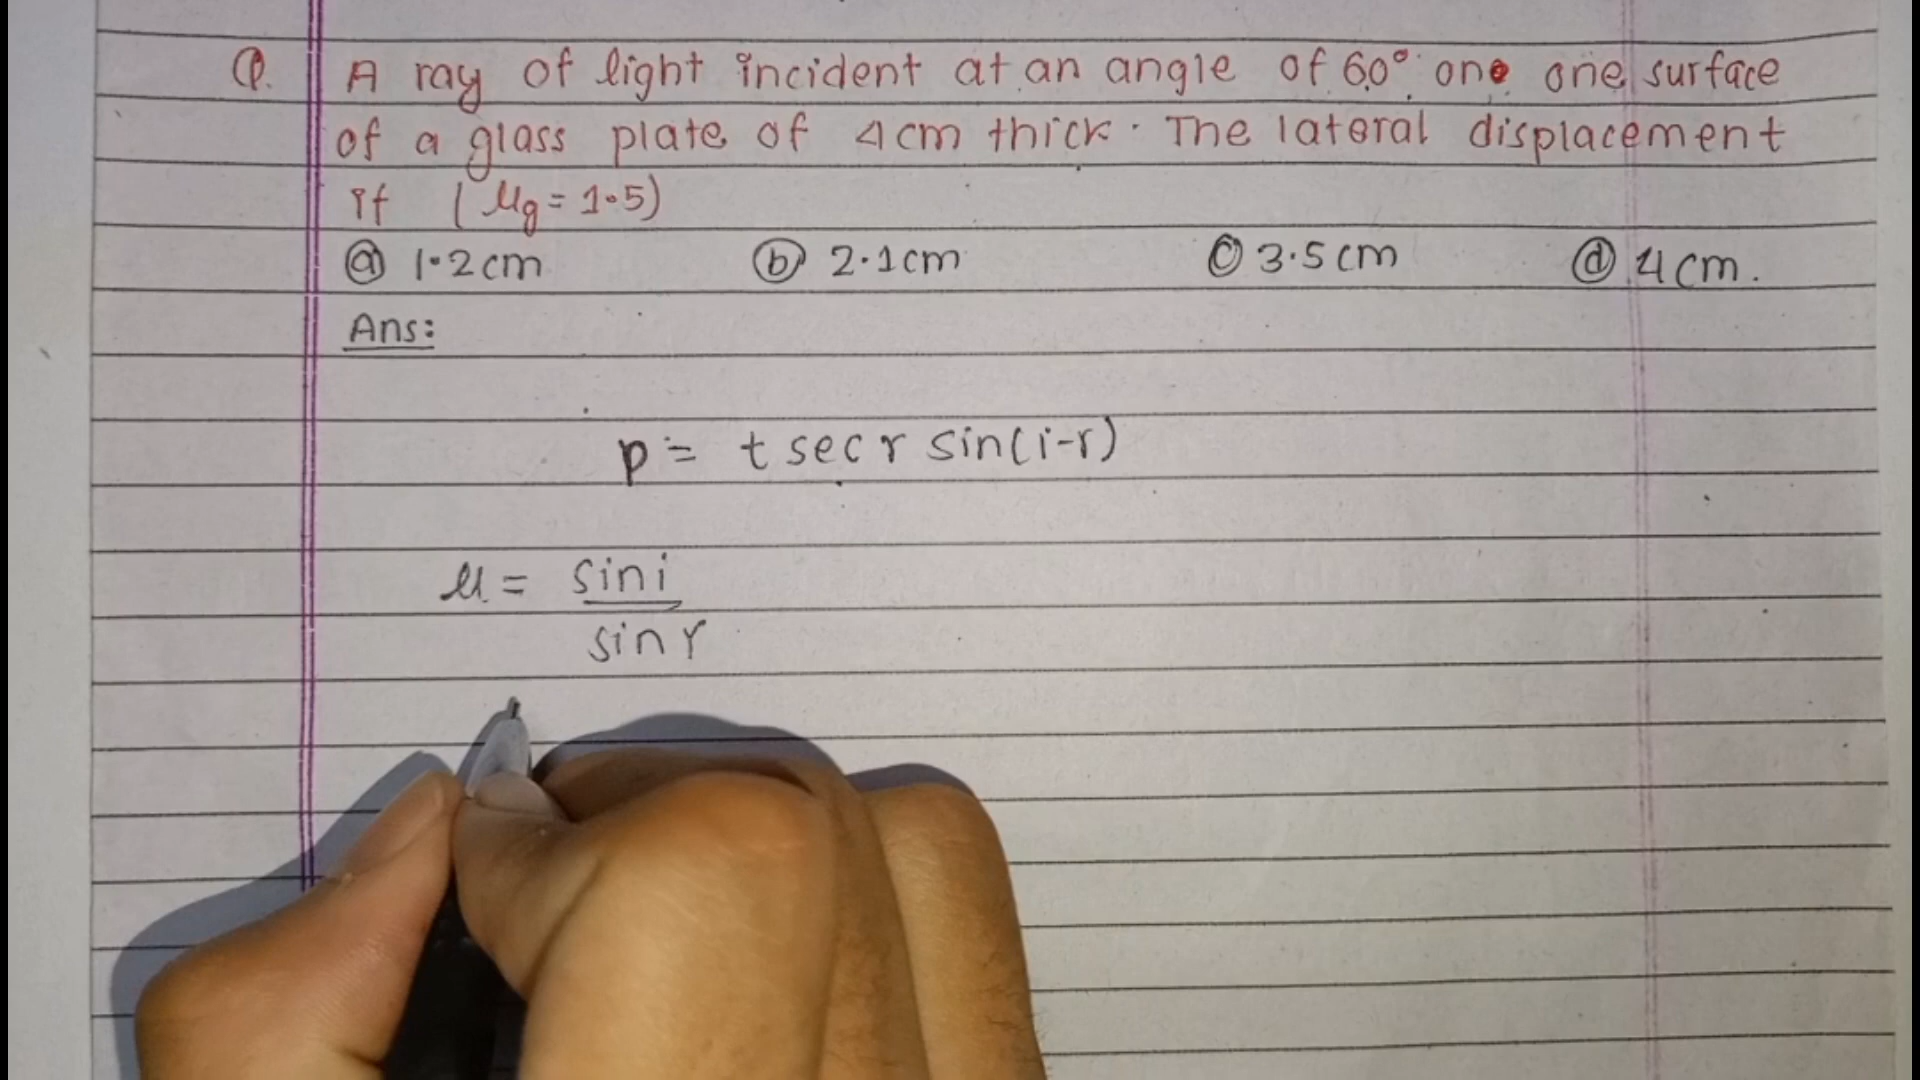 Q. A ray of light incident at an angle of 60° on one surface
of a glass plate of 4cm thick. The lateral displacement
if (μg = 1.5)
ⓐ 1.2cm ⓑ 2.1cm ⓒ 3.5cm ⓓ 4cm.
Ans:
p = t sec r sin(i-r)
μ = sin i
sin r